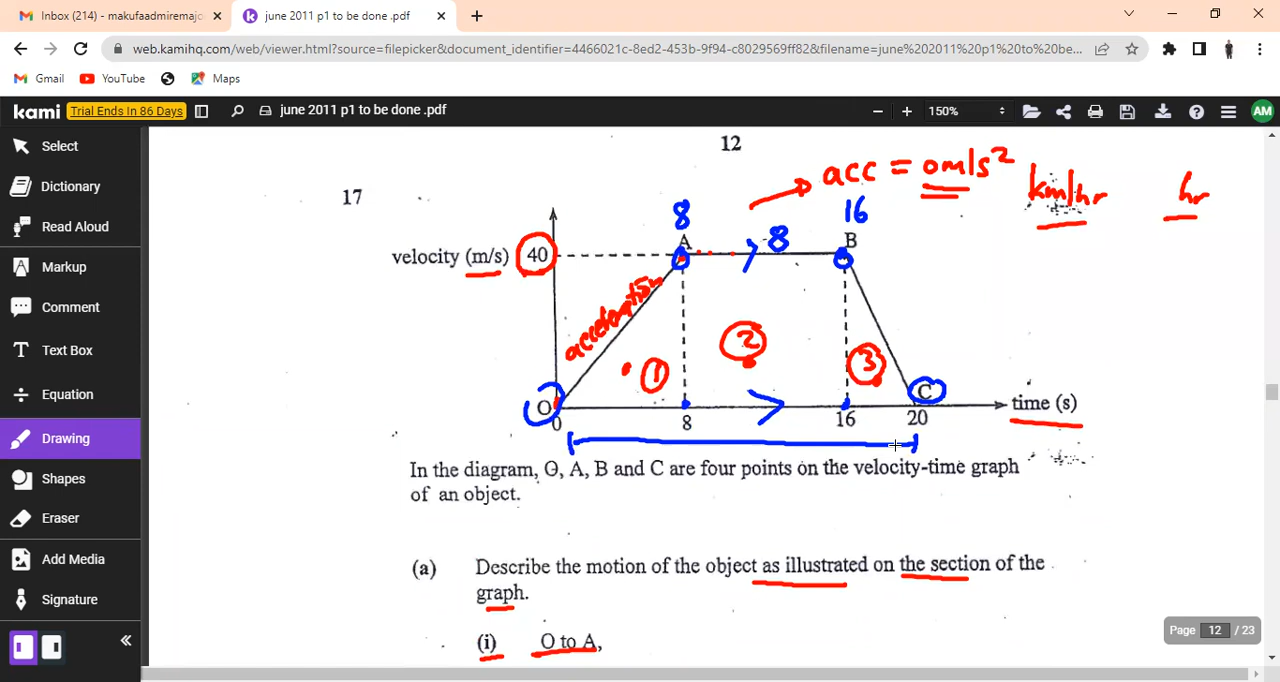 Inbox (214) - makufaadmiremajo
june 2011 p1 to be done .pdf
web.kamihq.com/web/viewer.html?source=filepicker&document_identifier=4466021c-8ed2-453b-9f94-c8029569ff82&filename=june%202011%20p1%20to%20be...
Gmail
YouTube
Maps
kami
Trial Ends In 86 Days
june 2011 p1 to be done .pdf
150%
AM
Select
Dictionary
Read Aloud
Markup
Comment
Text Box
Equation
Drawing
Shapes
Eraser
Add Media
Signature
12
17
acc = 0m/s²
km/hr
hr
8
16
A
8
B
velocity (m/s)
40
acceleration
1
2
3
O
C
time (s)
0
8
16
20
In the diagram, O, A, B and C are four points on the velocity-time graph
of an object.
(a) Describe the motion of the object as illustrated on the section of the
graph.
(i) O to A,
Page 12 / 23